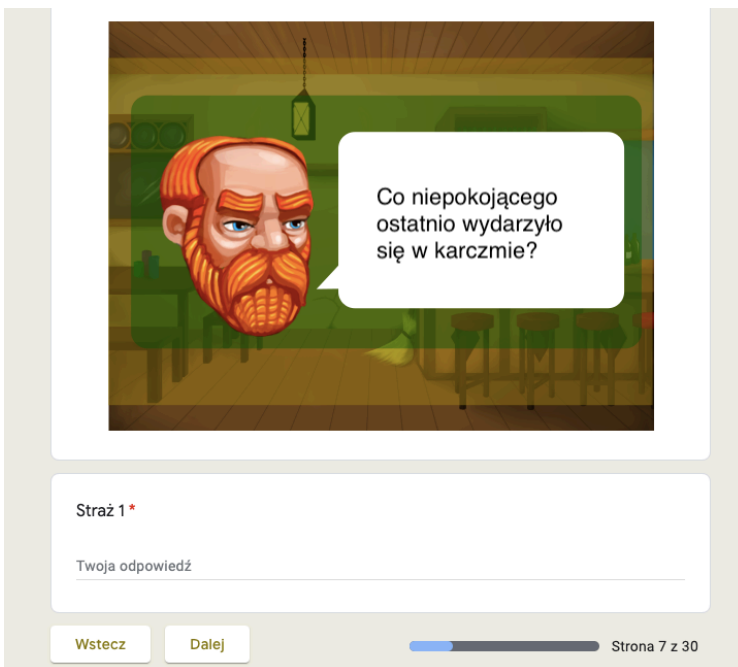 Co niepokojącego
ostatnio wydarzyło
się w karczmie?
Straż 1 *
Twoja odpowiedź
Wstecz
Dalej
Strona 7 z 30